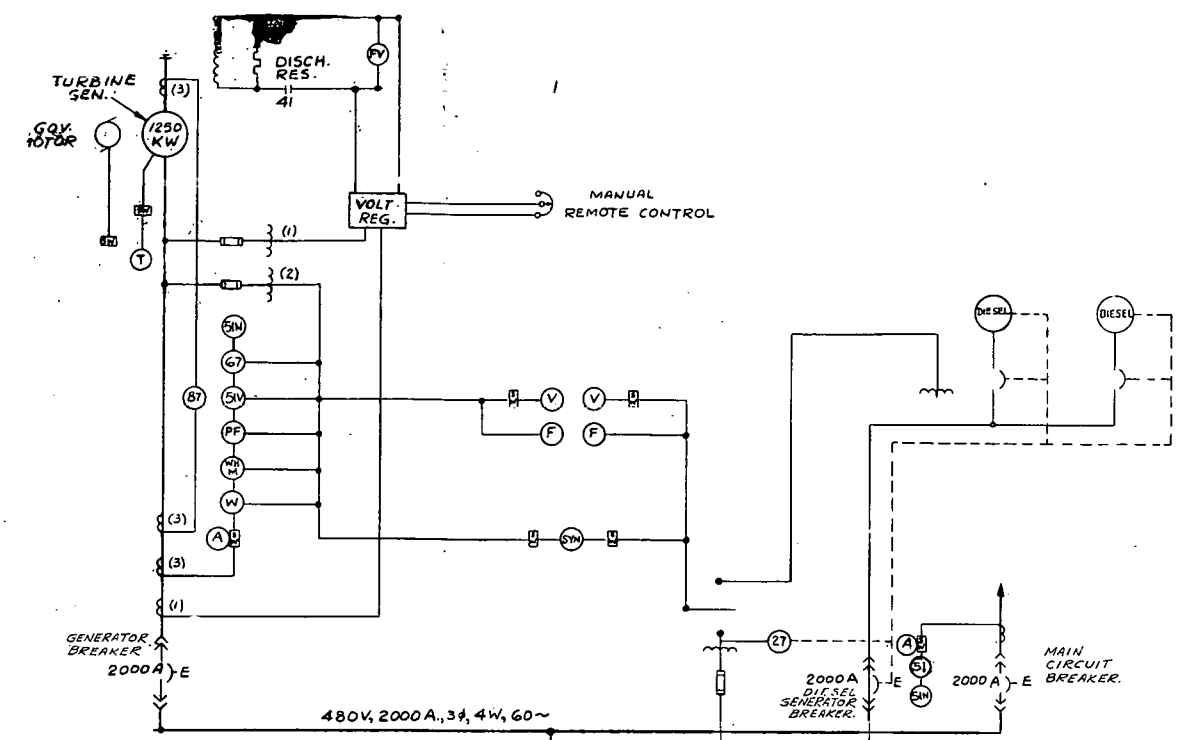 FV
DISCH.
RES.
41
TURBINE
GEN.
(3)
1250
KW
GOV.
MOTOR
SW
SW
T
VOLT
REG.
MANUAL
REMOTE CONTROL
(1)
(2)
51N
67
51V
87
PF
WH
M
W
A
(3)
(3)
(1)
V
V
F
F
SYN
DIESEL
DIESEL
27
A
51
51N
GENERATOR
BREAKER
2000A
E
2000A
E
DIESEL
GENERATOR
BREAKER.
2000A
E
MAIN
CIRCUIT
BREAKER.
480V, 2000A., 3φ, 4W, 60~